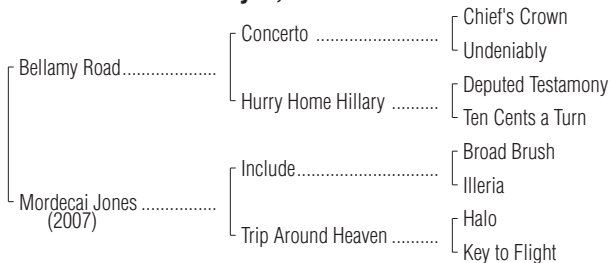 Chief's Crown
Concerto ........................
Undeniably
Bellamy Road...................
Deputed Testamony
Hurry Home Hillary ..........
Ten Cents a Turn
Broad Brush
Include............................
Illeria
Mordecai Jones ...............
(2007)
Halo
Trip Around Heaven ..........
Key to Flight